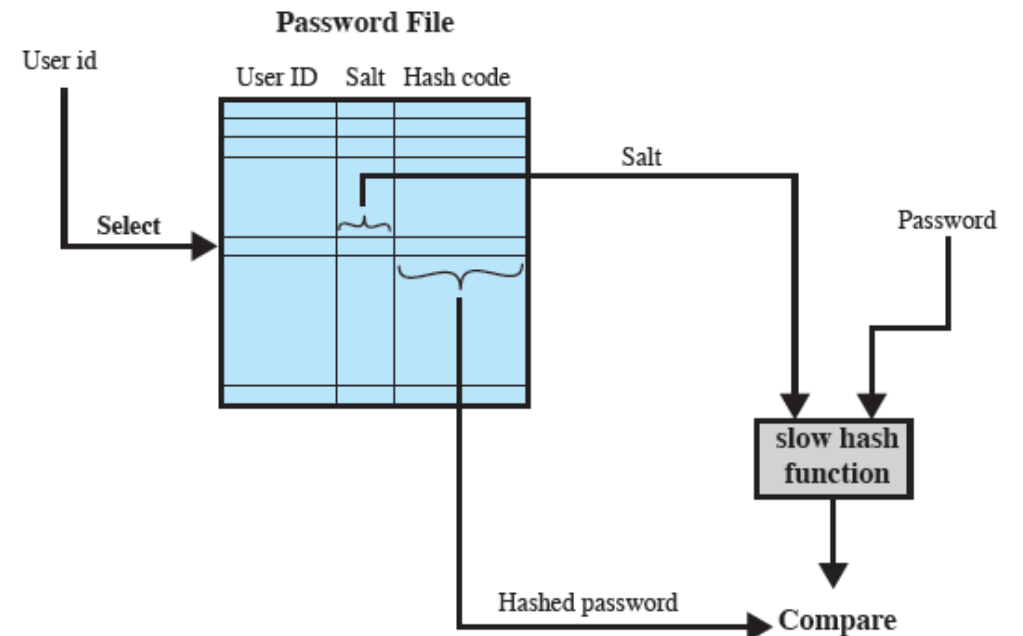 Password File
User id
User ID Salt Hash code
Salt
Select
Password
slow hash
function
Hashed password
Compare